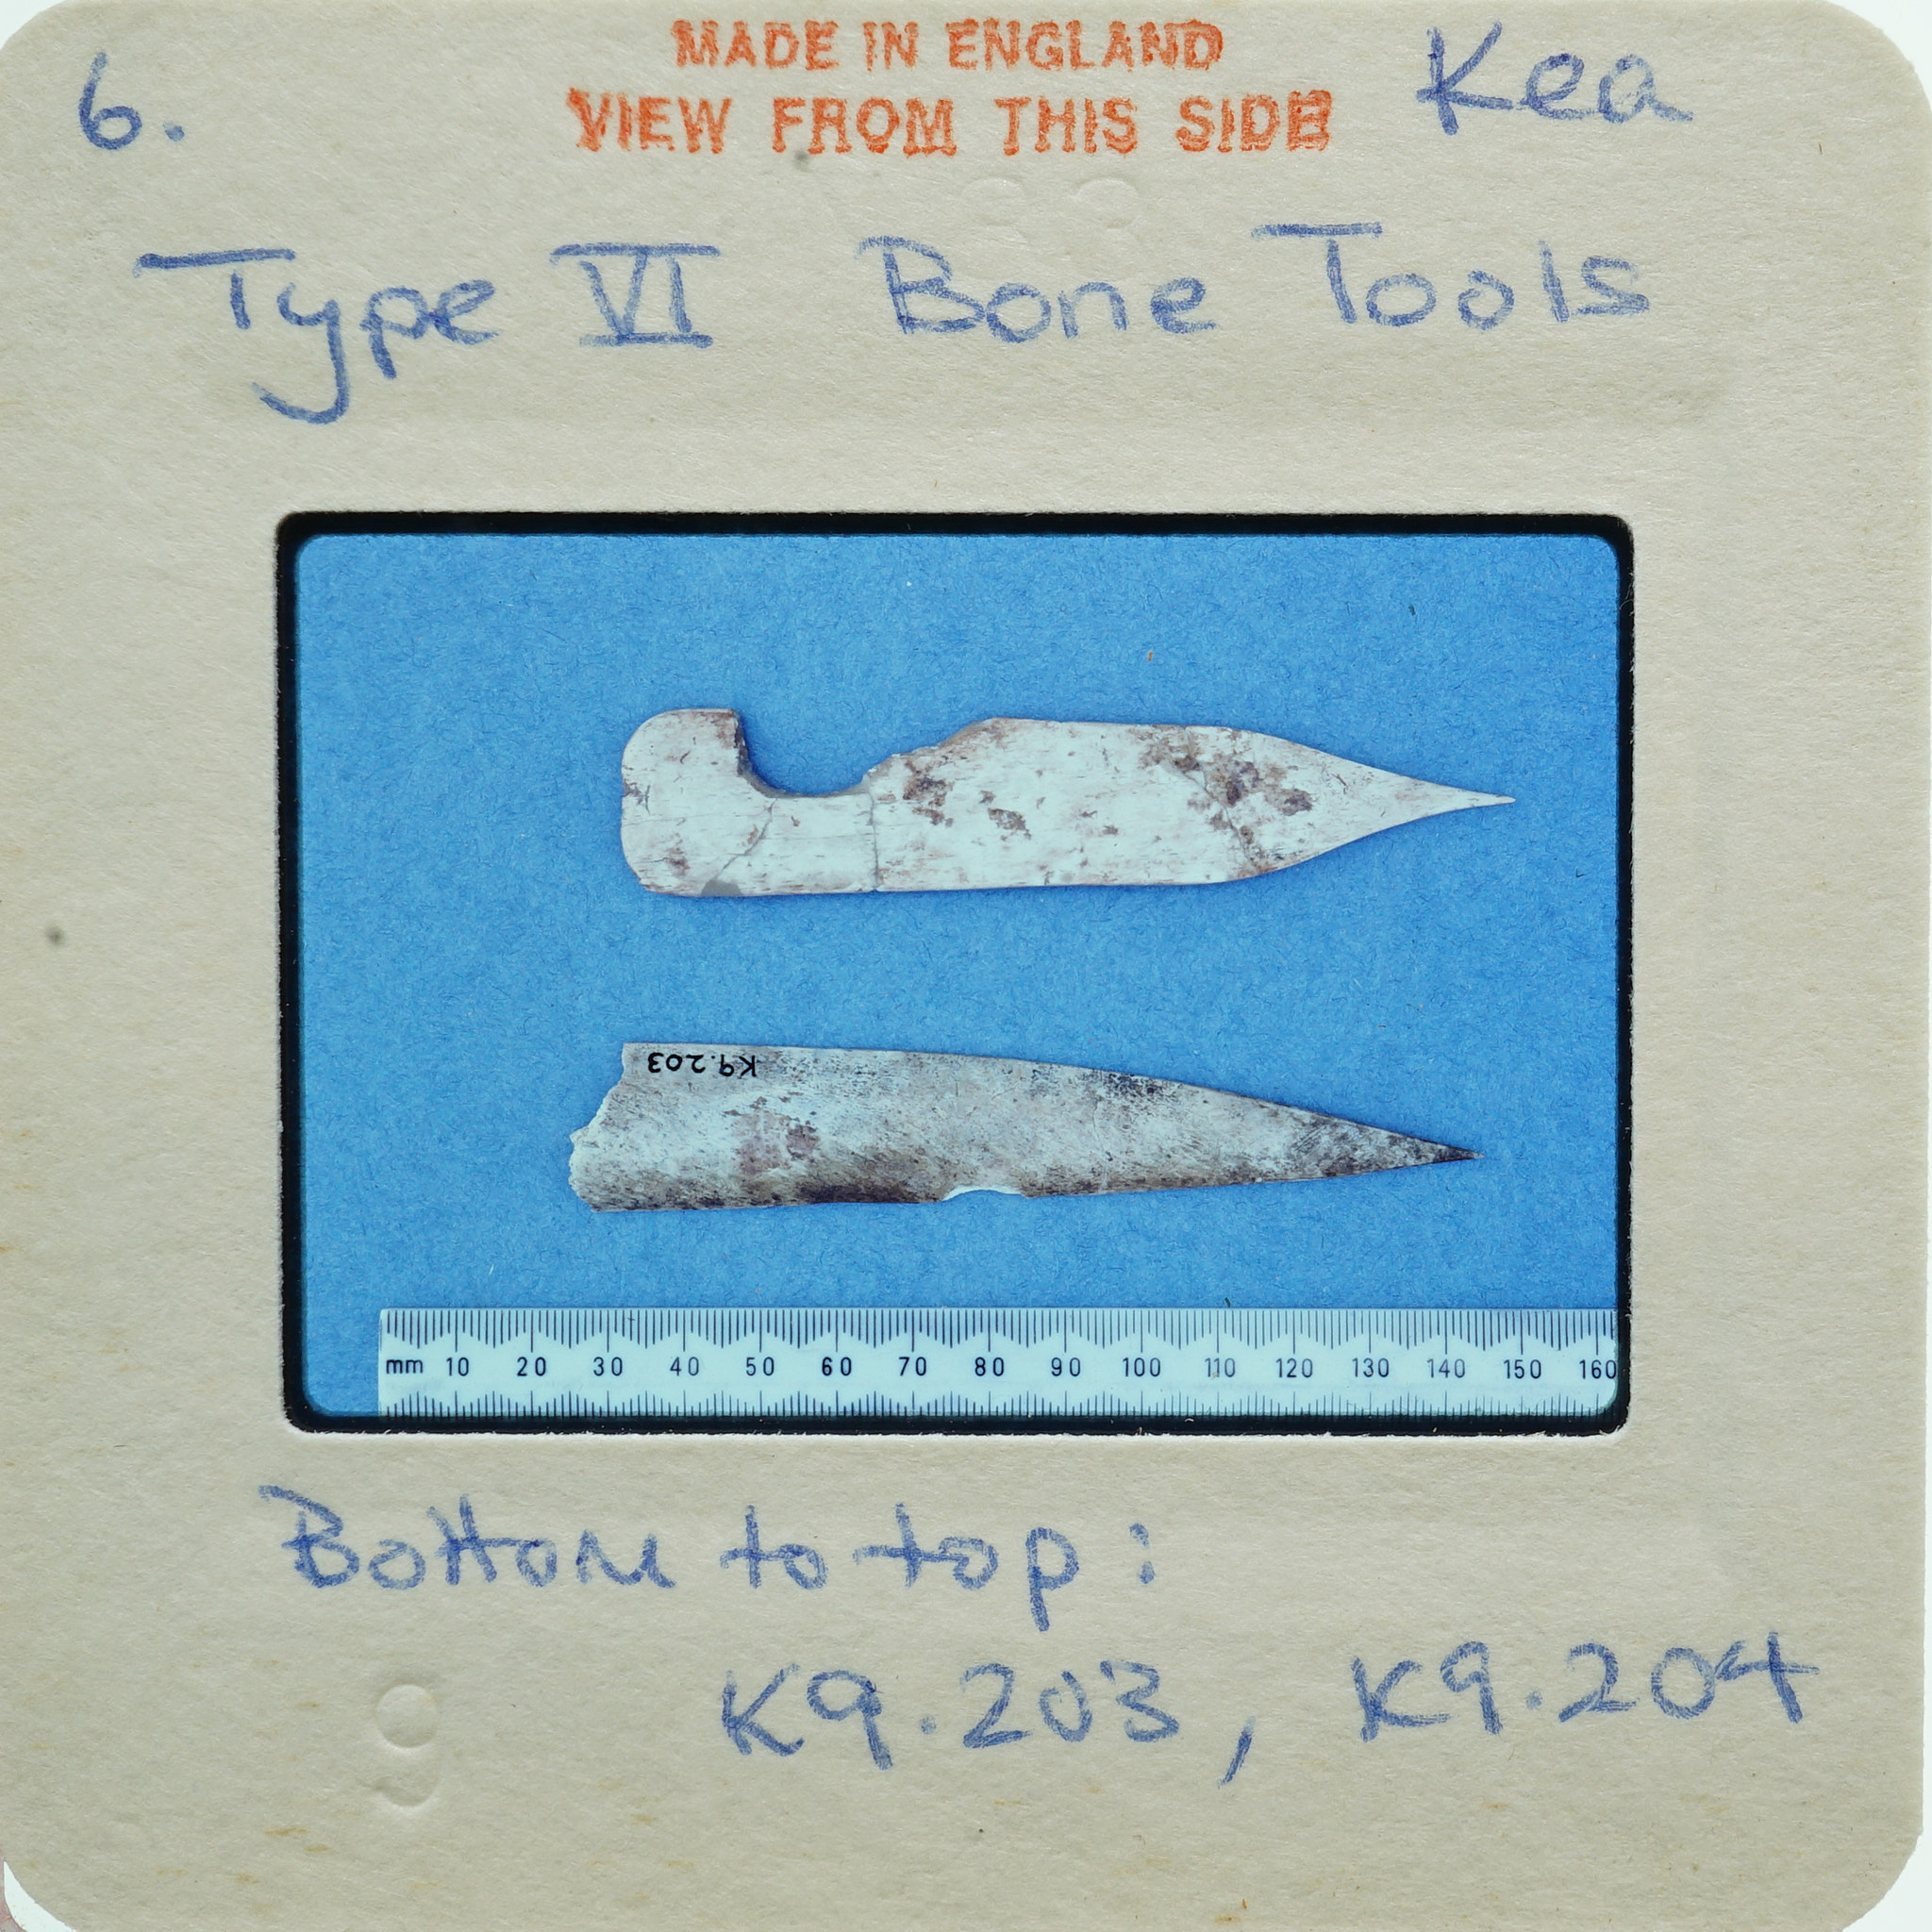 MADE IN ENGLAND
VIEW FROM THIS SIDE
6.
Kea
Type VI Bone Tools
K9.203
mm 10 20 30 40 50 60 70 80 90 100 110 120 130 140 150 160
Bottom to top:
K9.203, K9.204